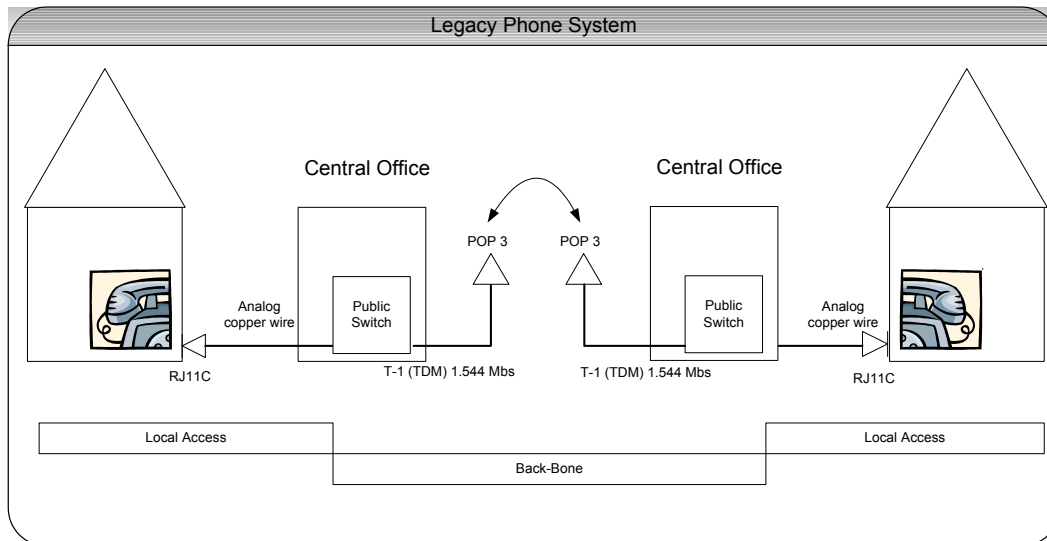 Legacy Phone System
Central Office
Central Office
POP 3
POP 3
Analog
copper wire
Public
Switch
Public
Switch
Analog
copper wire
RJ11C
T-1 (TDM) 1.544 Mbs
T-1 (TDM) 1.544 Mbs
RJ11C
Local Access
Local Access
Back-Bone